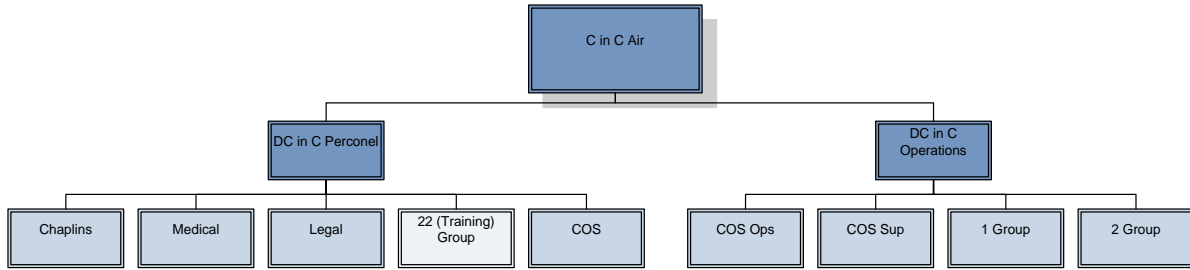 C in C Air
DC in C Perconel
DC in C
Operations
Chaplins
Medical
Legal
22 (Training)
Group
COS
COS Ops
COS Sup
1 Group
2 Group